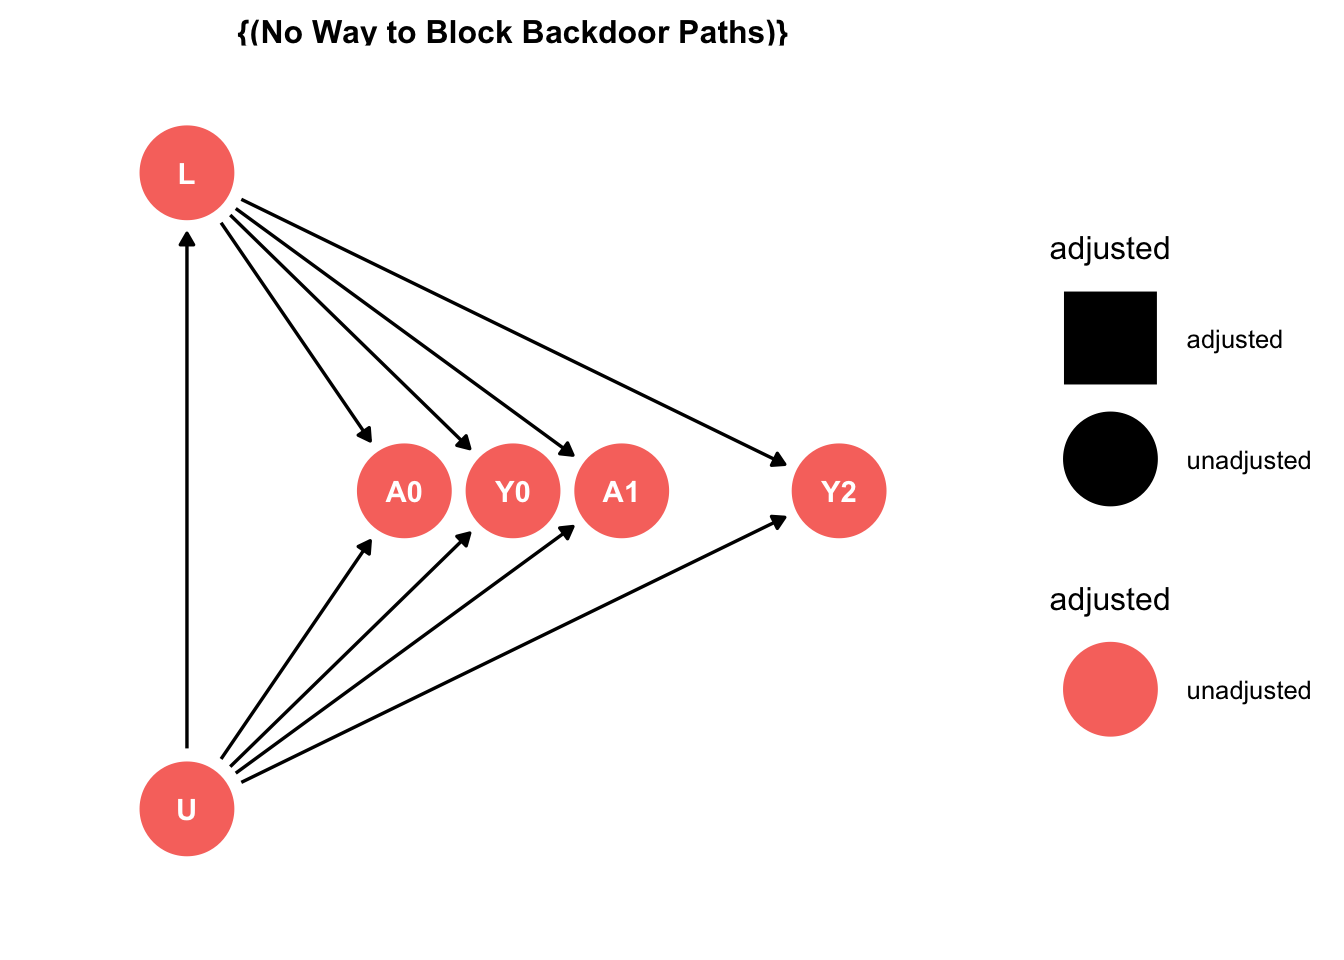 {(No Way to Block Backdoor Paths)}
L
A0
Y0
A1
Y2
U
adjusted
adjusted
unadjusted
adjusted
unadjusted